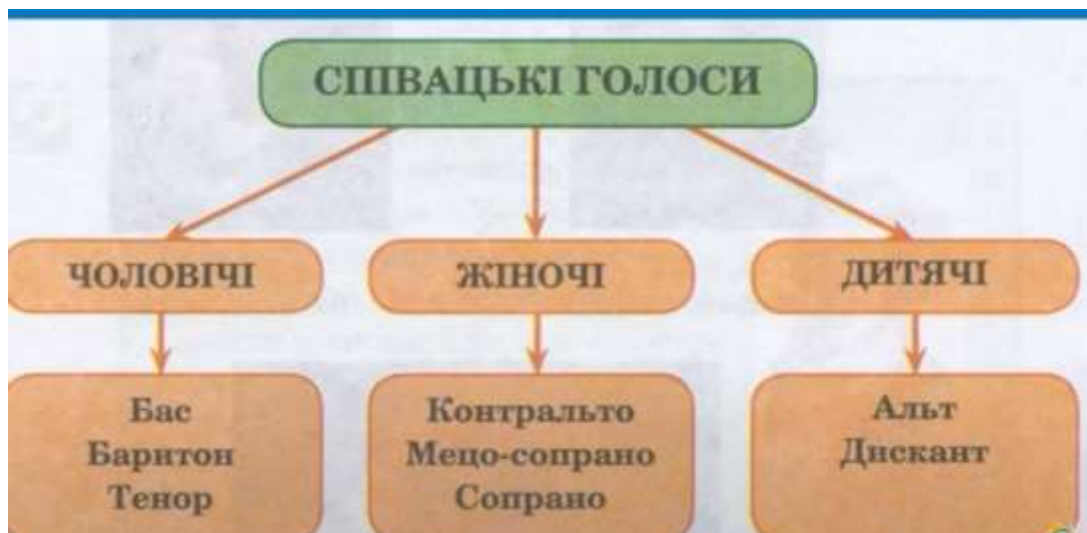 СПІВАЦЬКІ ГОЛОСИ
ЧОЛОВІЧІ
ЖІНОЧІ
ДИТЯЧІ
Бас
Баритон
Тенор
Контральто
Мецо-сопрано
Сопрано
Альт
Дискант